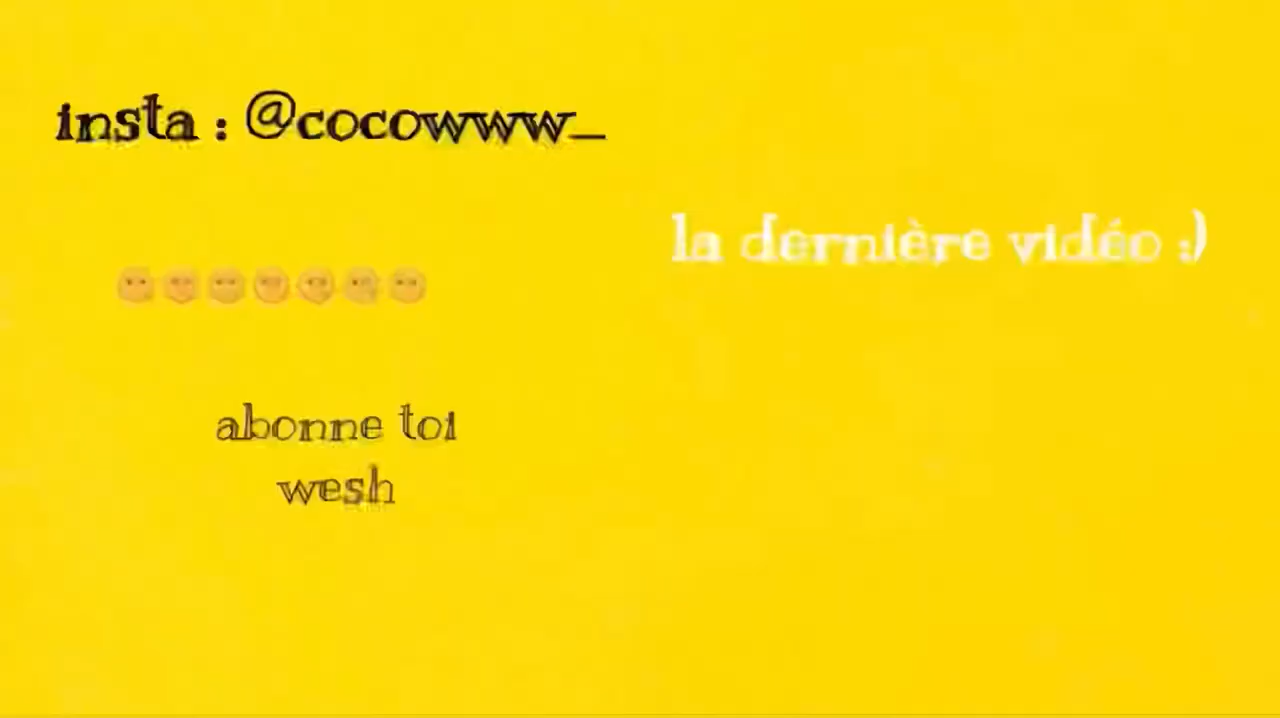 insta : @cocowww_
la dernière vidéo :)
abonne toi
wesh